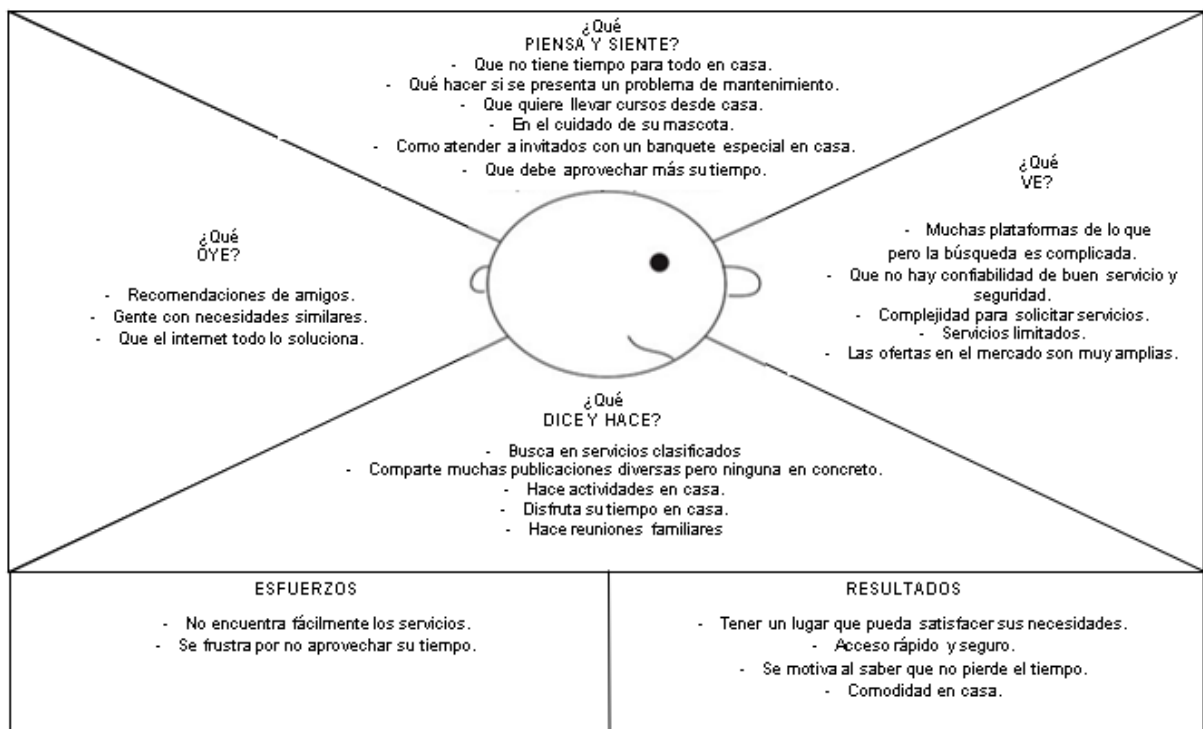 ¿Qué
PIENSA Y SIENTE?
- Que no tiene tiempo para todo en casa.
- Qué hacer si se presenta un problema de mantenimiento.
- Que quiere llevar cursos desde casa.
- En el cuidado de su mascota.
- Como atender a invitados con un banquete especial en casa.
- Que debe aprovechar más su tiempo.
¿Qué
OYE?
- Recomendaciones de amigos.
- Gente con necesidades similares.
- Que el internet todo lo soluciona.
¿Qué
VE?
- Muchas plataformas de lo que
pero la búsqueda es complicada.
- Que no hay confiabilidad de buen servicio y
seguridad.
- Complejidad para solicitar servicios.
- Servicios limitados.
- Las ofertas en el mercado son muy amplias.
¿Qué
DICE Y HACE?
- Busca en servicios clasificados
- Comparte muchas publicaciones diversas pero ninguna en concreto.
- Hace actividades en casa.
- Disfruta su tiempo en casa.
- Hace reuniones familiares
ESFUERZOS
- No encuentra fácilmente los servicios.
- Se frustra por no aprovechar su tiempo.
RESULTADOS
- Tener un lugar que pueda satisfacer sus necesidades.
- Acceso rápido y seguro.
- Se motiva al saber que no pierde el tiempo.
- Comodidad en casa.